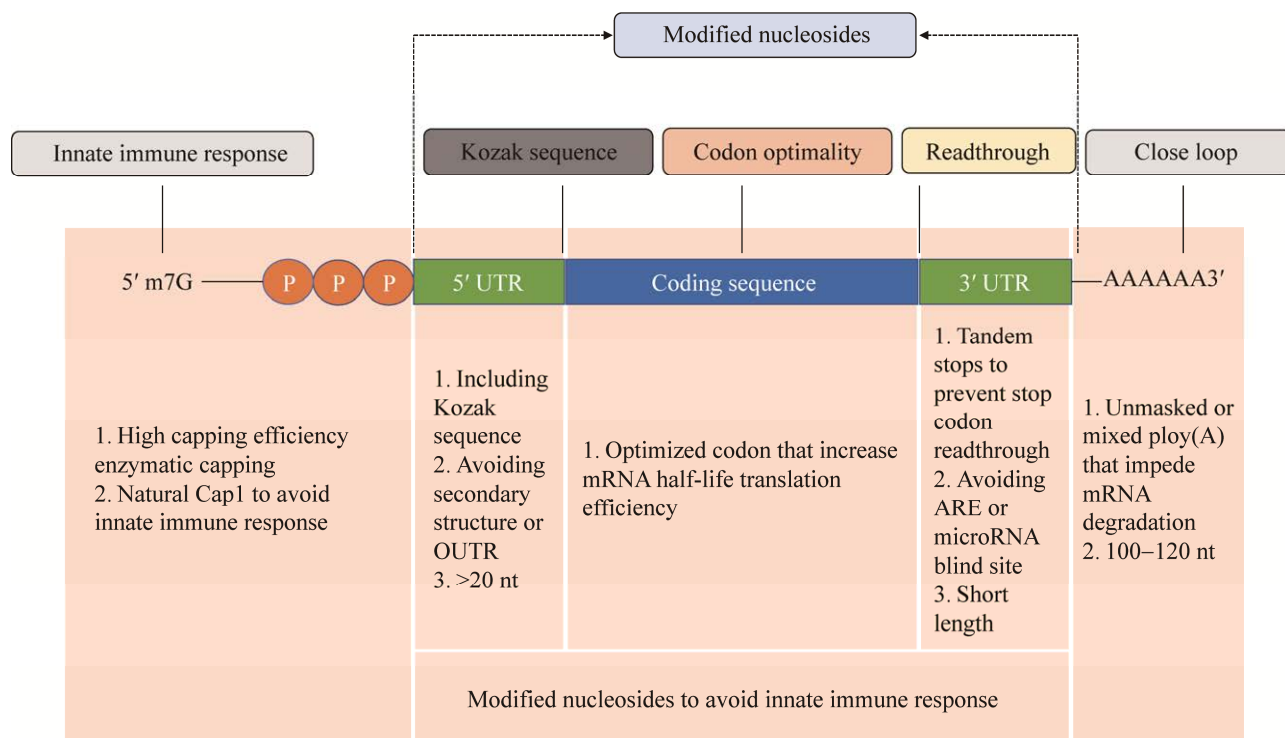 Modified nucleosides
Innate immune response
Kozak sequence
Codon optimality
Readthrough
Close loop
5′ m7G
P
P
P
5′ UTR
Coding sequence
3′ UTR
AAAAAA3′
1. High capping efficiency
enzymatic capping
2. Natural Cap1 to avoid
innate immune response
1. Including
Kozak
sequence
2. Avoiding
secondary
structure or
OUTR
3. >20 nt
1. Optimized codon that increase
mRNA half-life translation
efficiency
1. Tandem
stops to
prevent stop
codon
readthrough
2. Avoiding
ARE or
microRNA
blind site
3. Short
length
1. Unmasked or
mixed ploy(A)
that impede
mRNA
degradation
2. 100–120 nt
Modified nucleosides to avoid innate immune response